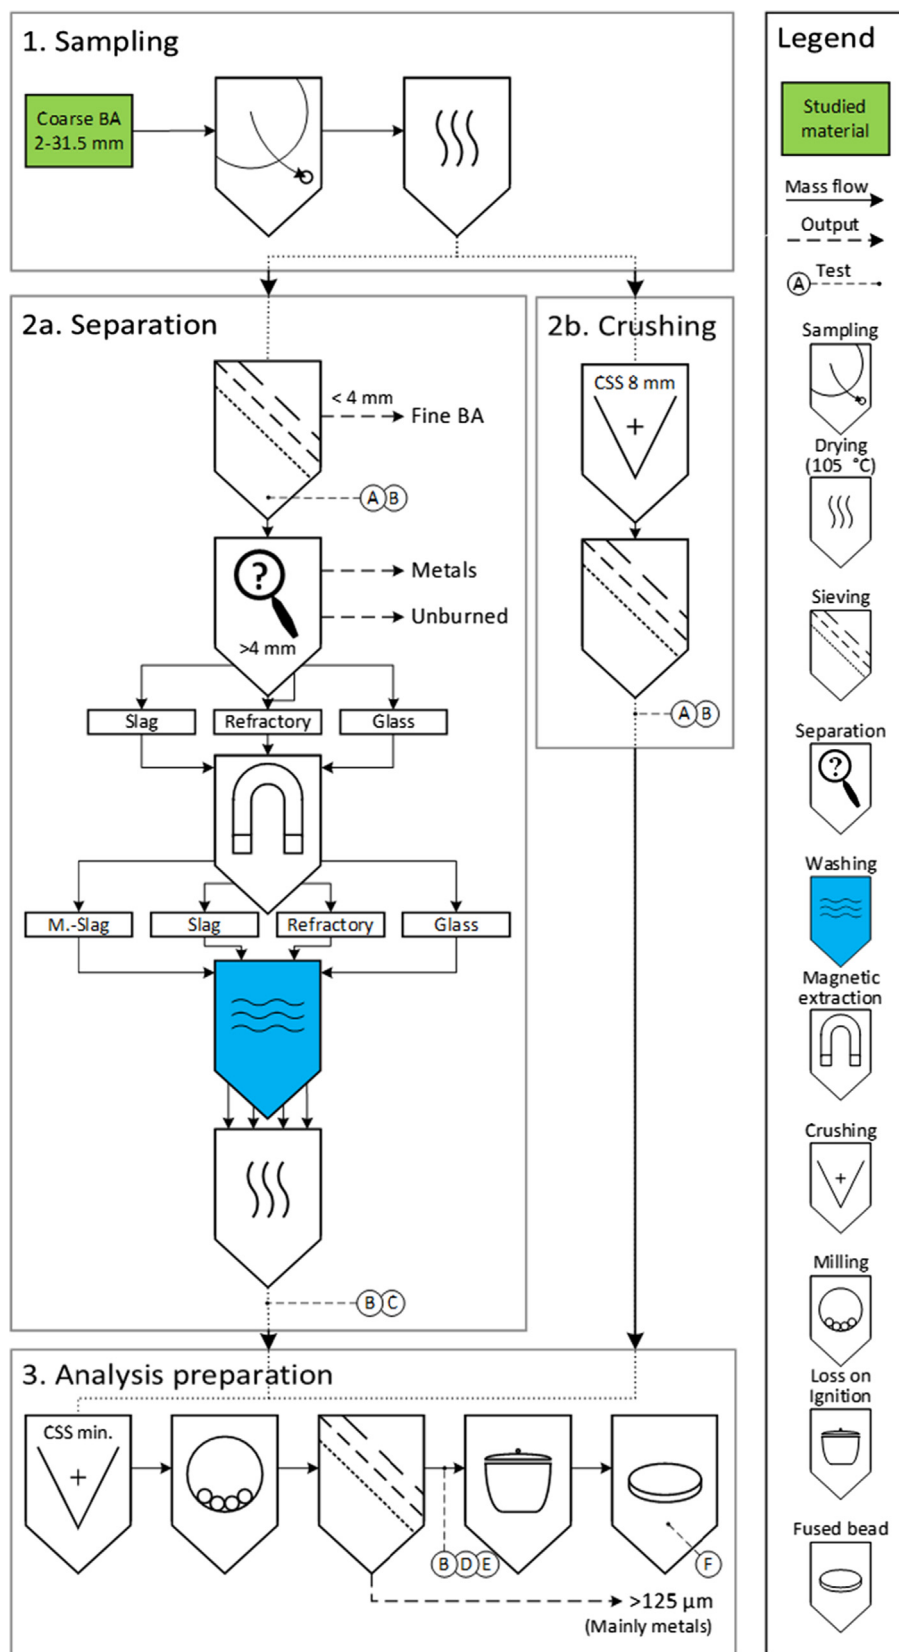 1. Sampling
Coarse BA
2-31.5 mm
2a. Separation
< 4 mm
Fine BA
A B
?
>4 mm
Metals
Unburned
Slag
Refractory
Glass
M.-Slag
Slag
Refractory
Glass
B C
2b. Crushing
CSS 8 mm
+
A B
3. Analysis preparation
CSS min.
+
B D E
F
>125 µm
(Mainly metals)
Legend
Studied
material
Mass flow
Output
A Test
Sampling
Drying
(105 °C)
Sieving
Separation
?
Washing
Magnetic
extraction
Crushing
+
Milling
Loss on
Ignition
Fused bead